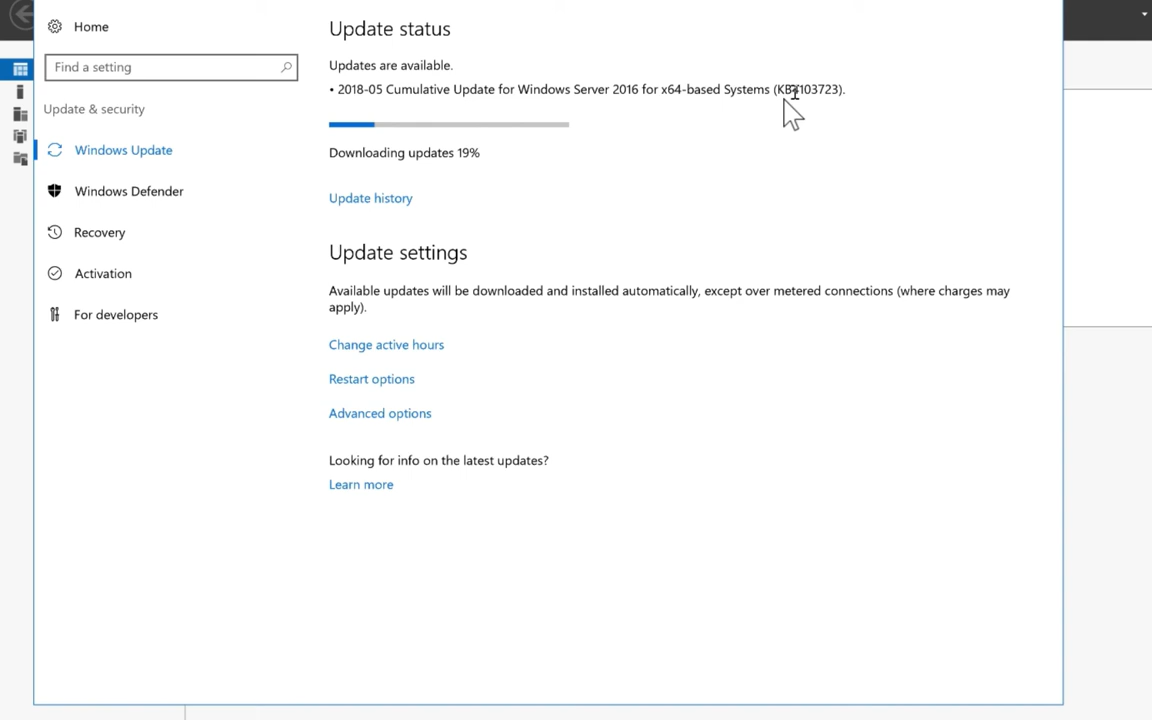 Home
Find a setting
Update & security
Windows Update
Windows Defender
Recovery
Activation
For developers
Update status
Updates are available.
• 2018-05 Cumulative Update for Windows Server 2016 for x64-based Systems (KB4103723).
Downloading updates 19%
Update history
Update settings
Available updates will be downloaded and installed automatically, except over metered connections (where charges may
apply).
Change active hours
Restart options
Advanced options
Looking for info on the latest updates?
Learn more